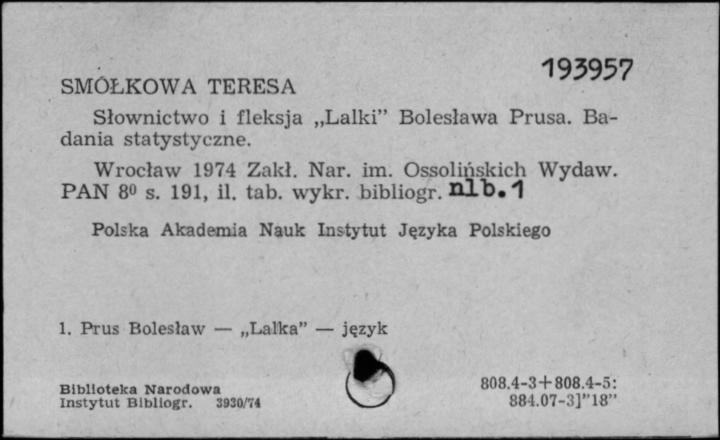 193957
SMÓŁKOWA TERESA
Słownictwo i fleksja „Lalki” Bolesława Prusa. Ba-
dania statystyczne.
Wrocław 1974 Zakł. Nar. im. Ossolińskich Wydaw.
PAN 8⁰ s. 191, il. tab. wykr. bibliogr. nlb. 1
Polska Akademia Nauk Instytut Języka Polskiego
1. Prus Bolesław — „Lalka” — język
Biblioteka Narodowa
Instytut Bibliogr. 3930/74
808.4-3+808.4-5:
884.07-3]”18”